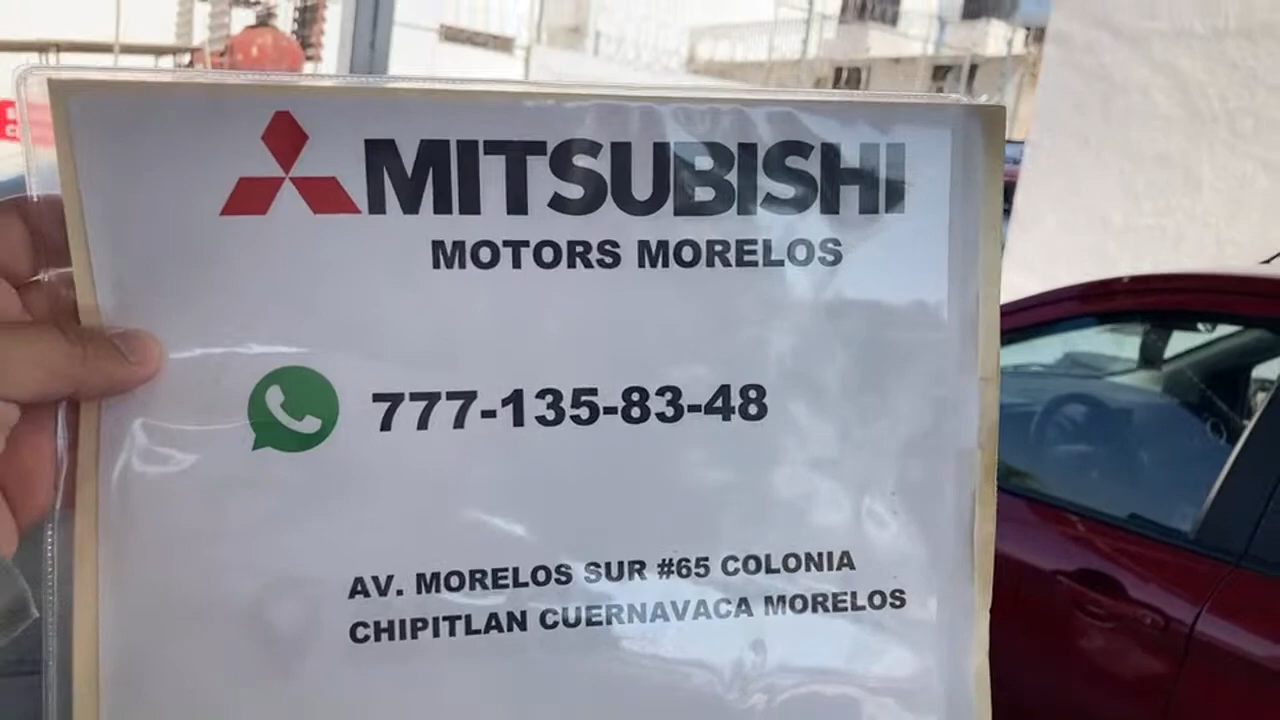 MITSUBISHI
MOTORS MORELOS
777-135-83-48
AV. MORELOS SUR #65 COLONIA
CHIPITLAN CUERNAVACA MORELOS